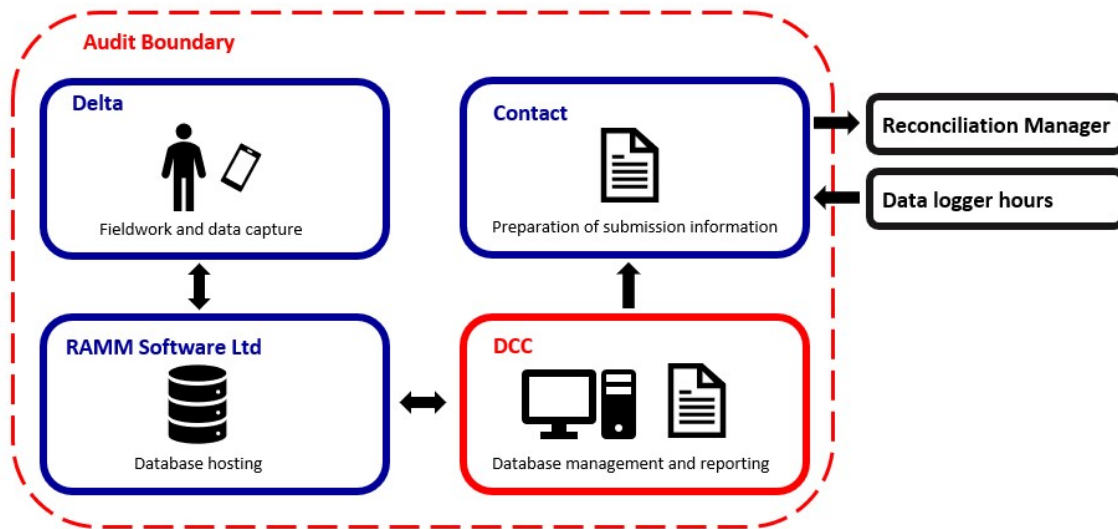 Audit Boundary
Delta
Fieldwork and data capture
Contact
Preparation of submission information
Reconciliation Manager
Data logger hours
RAMM Software Ltd
Database hosting
DCC
Database management and reporting